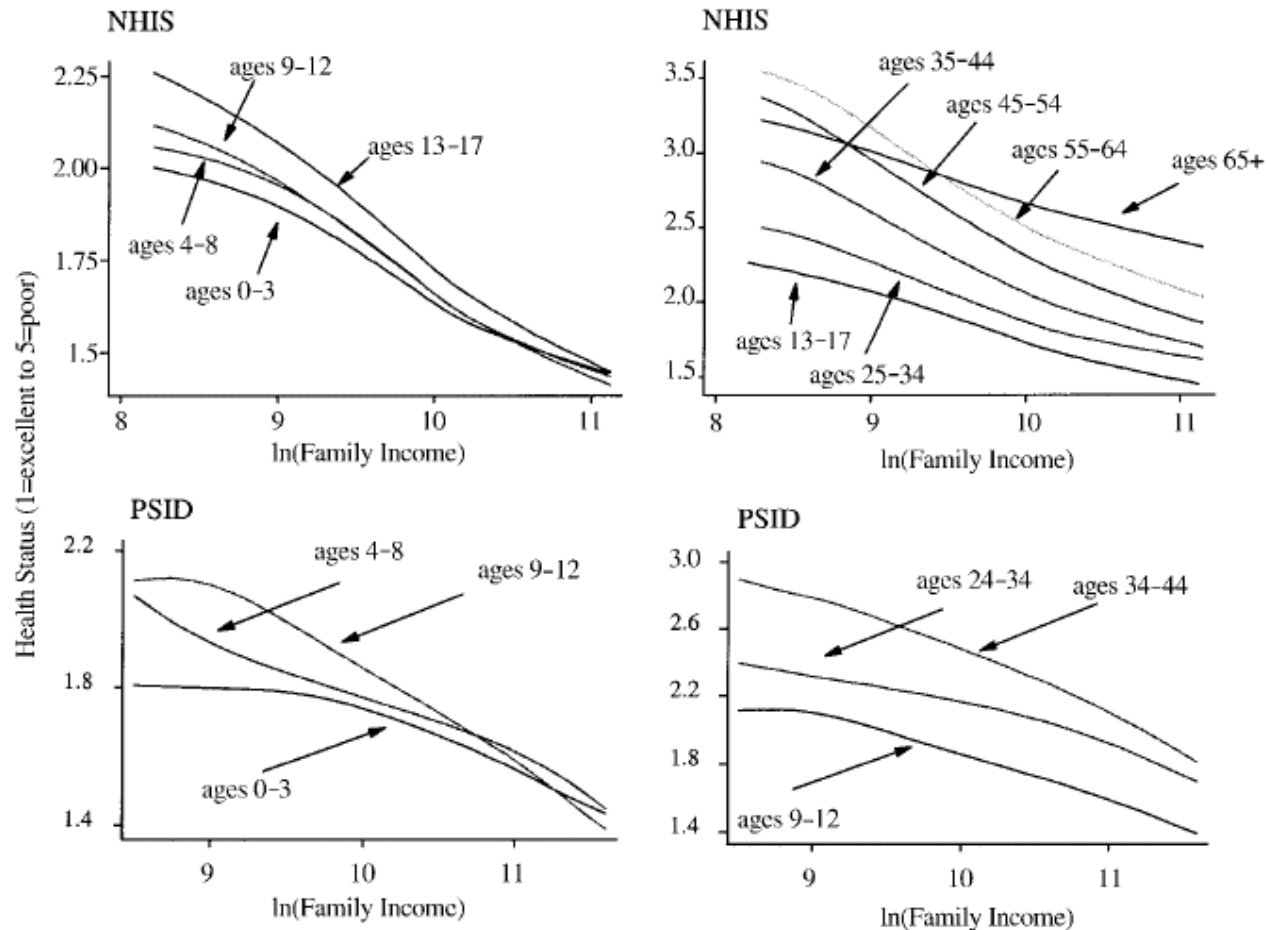 Health Status (1=excellent to 5=poor)
NHIS
2.25
2.00
1.75
1.5
8
9
10
11
ages 9-12
ages 13-17
ages 4-8
ages 0-3
ln(Family Income)
NHIS
3.5
3.0
2.5
2.0
1.5
8
9
10
11
ages 35-44
ages 45-54
ages 55-64
ages 65+
ages 13-17
ages 25-34
ln(Family Income)
PSID
2.2
1.8
1.4
9
10
11
ages 4-8
ages 9-12
ages 0-3
ln(Family Income)
PSID
3.0
2.6
2.2
1.8
1.4
9
10
11
ages 24-34
ages 34-44
ages 9-12
ln(Family Income)